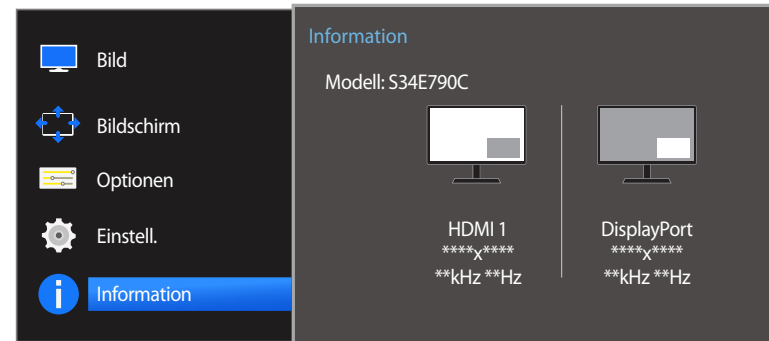 Bild
Bildschirm
Optionen
Einstell.
Information
Information
Modell: S34E790C
HDMI 1
****x****
**kHz **Hz
DisplayPort
****x****
**kHz **Hz